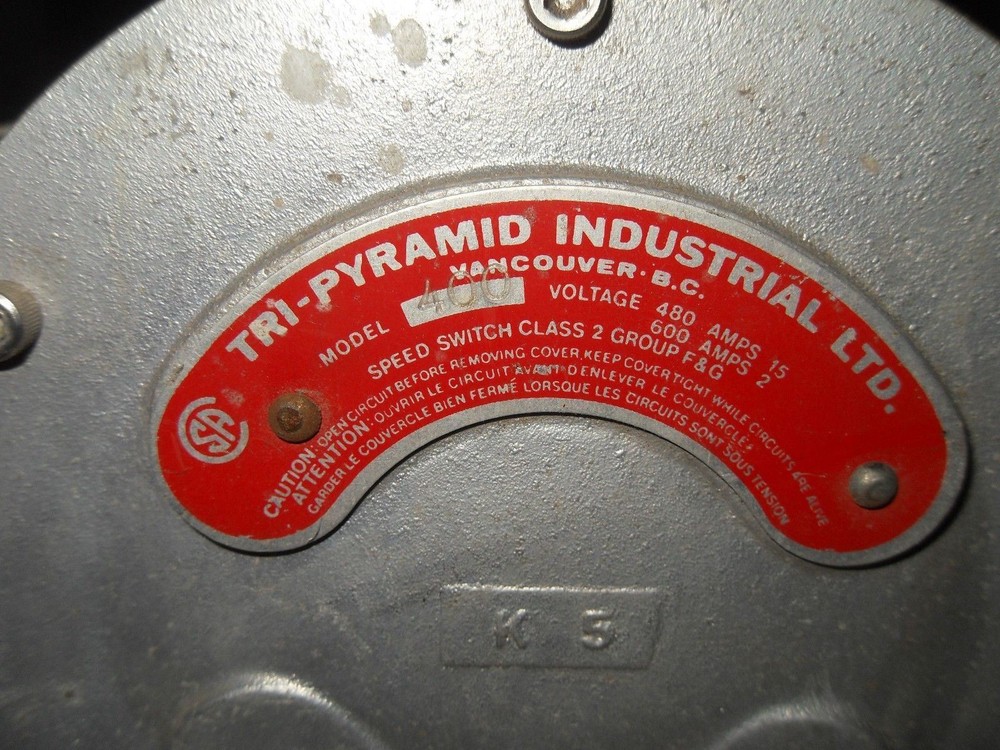 TRI-PYRAMID INDUSTRIAL LTD.
VANCOUVER · B.C.
MODEL 400 VOLTAGE 480 AMPS 15
600 AMPS 2
SPEED SWITCH CLASS 2 GROUP F&G
CAUTION: OPEN CIRCUIT BEFORE REMOVING COVER. KEEP COVER TIGHT WHILE CIRCUITS ARE ALIVE
ATTENTION: OUVRIR LE CIRCUIT AVANT D'ENLEVER LE COUVERCLE:
GARDER LE COUVERCLE BIEN FERMÉ LORSQUE LES CIRCUITS SONT SOUS TENSION
CSA
K 5